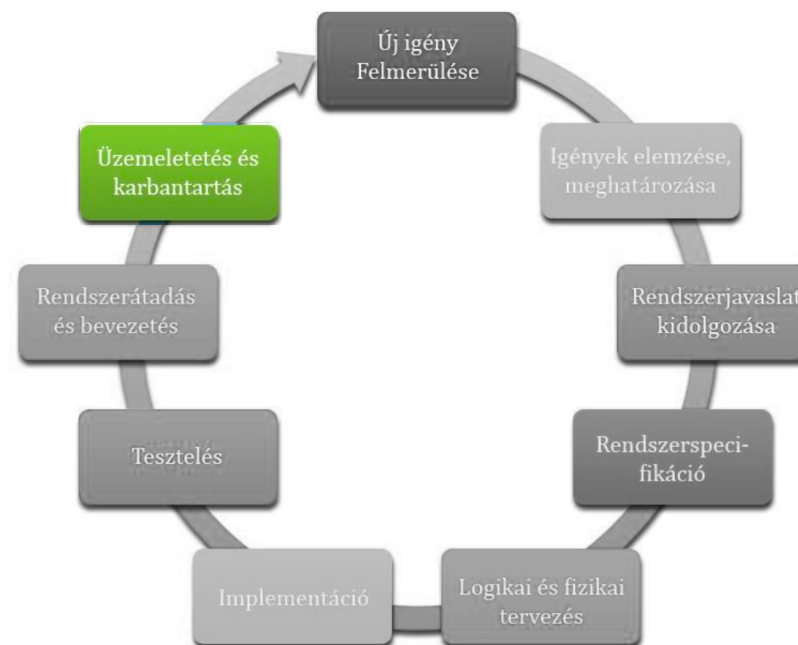 Új igény
Felmerülése
Igények elemzése,
meghatározása
Rendszerjavaslat
kidolgozása
Rendszerspeci-
fikáció
Logikai és fizikai
tervezés
Implementáció
Tesztelés
Rendszerátadás
és bevezetés
Üzemeletetés és
karbantartás